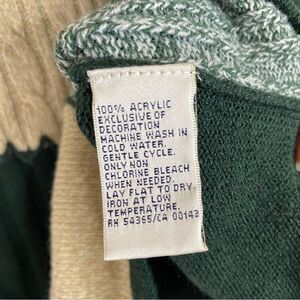 100% ACRYLIC
EXCLUSIVE OF
DECORATION
MACHINE WASH IN
COLD WATER,
GENTLE CYCLE.
ONLY NON
CHLORINE BLEACH
WHEN NEEDED.
LAY FLAT TO DRY.
IRON AT LOW
TEMPERATURE.
RN 54365/CA 00142